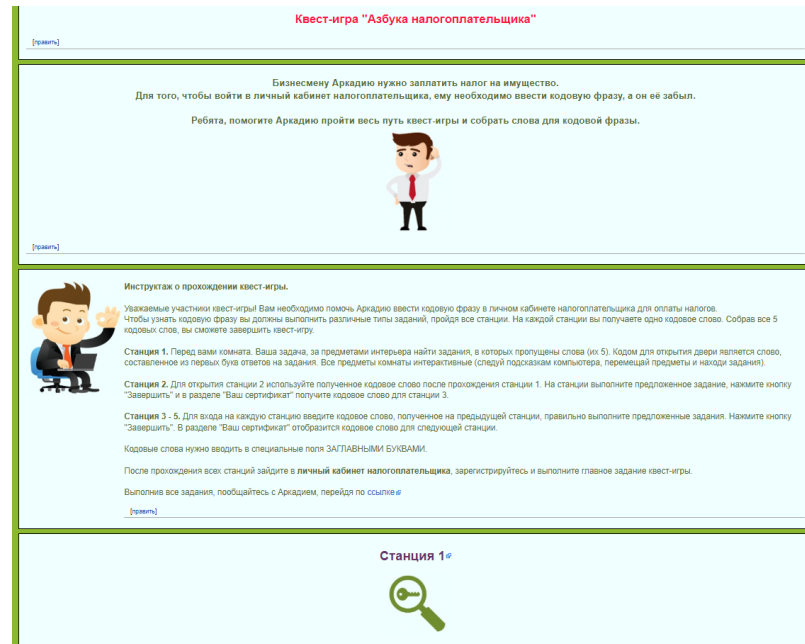 Квест-игра "Азбука налогоплательщика"
[править]
Бизнесмену Аркадию нужно заплатить налог на имущество.
Для того, чтобы войти в личный кабинет налогоплательщика, ему необходимо ввести кодовую фразу, а он её забыл.
Ребята, помогите Аркадию пройти весь путь квест-игры и собрать слова для кодовой фразы.
[править]
Инструктаж о прохождении квест-игры.
Уважаемые участники квест-игры! Вам необходимо помочь Аркадию ввести кодовую фразу в личном кабинете налогоплательщика для оплаты налогов.
Чтобы узнать кодовую фразу вы должны выполнить различные типы заданий, пройдя все станции. На каждой станции вы получаете одно кодовое слово. Собрав все 5
кодовых слов, вы сможете завершить квест-игру.
Станция 1. Перед вами комната. Ваша задача, за предметами интерьера найти задания, в которых пропущены слова (их 5). Кодом для открытия двери является слово,
составленное из первых букв ответов на задания. Все предметы комнаты интерактивные (следуй подсказкам компьютера, перемещай предметы и находи задания).
Станция 2. Для открытия станции 2 используйте полученное кодовое слово после прохождения станции 1. На станции выполните предложенное задание, нажмите кнопку
"Завершить" и в разделе "Ваш сертификат" получите кодовое слово для станции 3.
Станция 3 - 5. Для входа на каждую станцию введите кодовое слово, полученное на предыдущей станции, правильно выполните предложенные задания. Нажмите кнопку
"Завершить". В разделе "Ваш сертификат" отобразится кодовое слово для следующей станции.
Кодовые слова нужно вводить в специальные поля ЗАГЛАВНЫМИ БУКВАМИ.
После прохождения всех станций зайдите в личный кабинет налогоплательщика, зарегистрируйтесь и выполните главное задание квест-игры.
Выполнив все задания, пообщайтесь с Аркадием, перейдя по ссылке
[править]
Станция 1